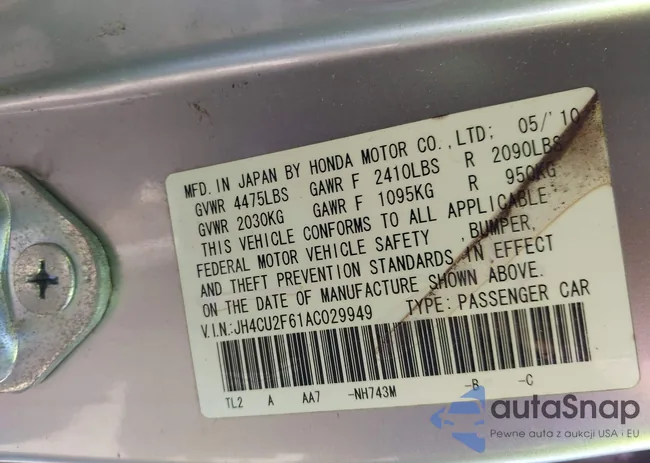 MFD. IN JAPAN BY HONDA MOTOR CO., LTD; 05/'10
GVWR 4475LBS GAWR F 2410LBS R 2090LBS
GVWR 2030KG GAWR F 1095KG R 950KG
THIS VEHICLE CONFORMS TO ALL APPLICABLE
FEDERAL MOTOR VEHICLE SAFETY BUMPER,
AND THEFT PREVENTION STANDARDS IN EFFECT
ON THE DATE OF MANUFACTURE SHOWN ABOVE.
V.I.N.:JH4CU2F61AC029949 TYPE: PASSENGER CAR
TL2 A AA7 -NH743M -B -C
autaSnap
Pewne auta z aukcji USA i EU